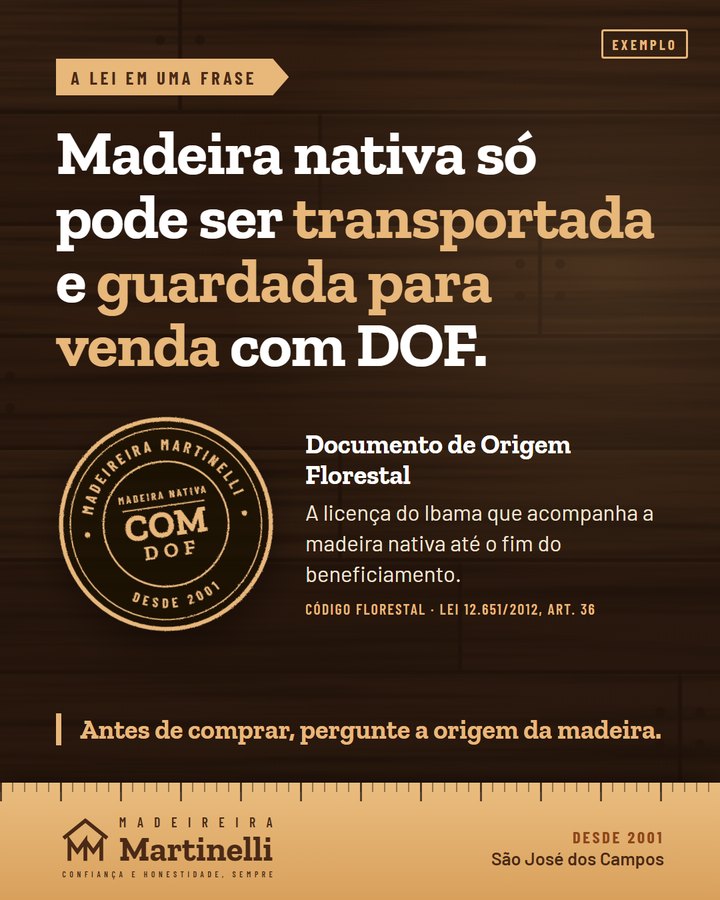 EXEMPLO
A LEI EM UMA FRASE
Madeira nativa só
pode ser transportada
e guardada para
venda com DOF.
MADEIREIRA MARTINELLI
MADEIRA NATIVA
COM
DOF
DESDE 2001
Documento de Origem
Florestal
A licença do Ibama que acompanha a
madeira nativa até o fim do
beneficiamento.
CÓDIGO FLORESTAL · LEI 12.651/2012, ART. 36
Antes de comprar, pergunte a origem da madeira.
MADEIREIRA
Martinelli
CONFIANÇA E HONESTIDADE, SEMPRE
DESDE 2001
São José dos Campos